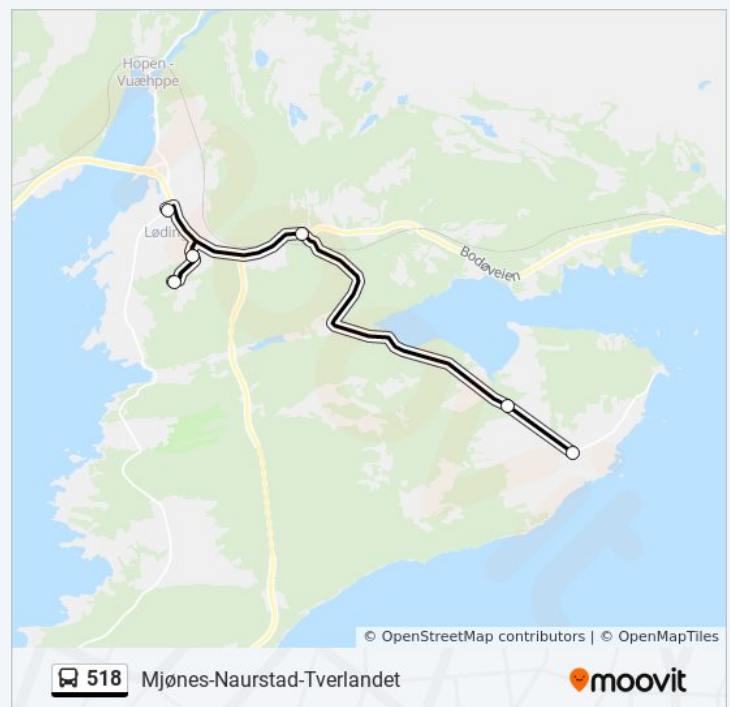 Hopen -
Vuæhppe
Bodøveien
© OpenStreetMap contributors | © OpenMapTiles
518 Mjønes-Naurstad-Tverlandet
moovit